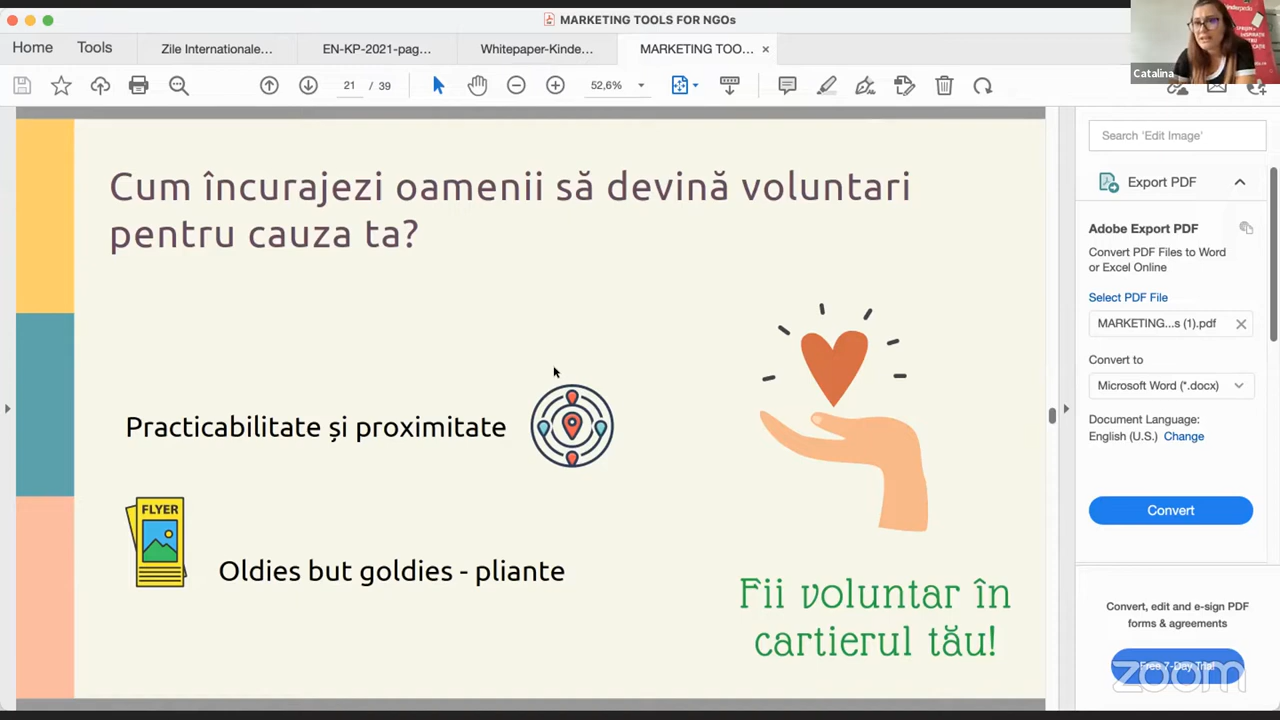 MARKETING TOOLS FOR NGOs
Home Tools Zile Internationale... EN-KP-2021-pag... Whitepaper-Kinde... MARKETING TOO... ×
Catalina
21 / 39 52,6%
Search 'Edit Image'
Export PDF
Adobe Export PDF
Convert PDF Files to Word
or Excel Online
Select PDF File
MARKETING...s (1).pdf
Convert to
Microsoft Word (*.docx)
Document Language:
English (U.S.) Change
Convert
Convert, edit and e-sign PDF
forms & agreements
Free 7-Day Trial
zoom
Cum încurajezi oamenii să devină voluntari
pentru cauza ta?
Practicabilitate și proximitate
FLYER
Oldies but goldies - pliante
Fii voluntar în
cartierul tău!